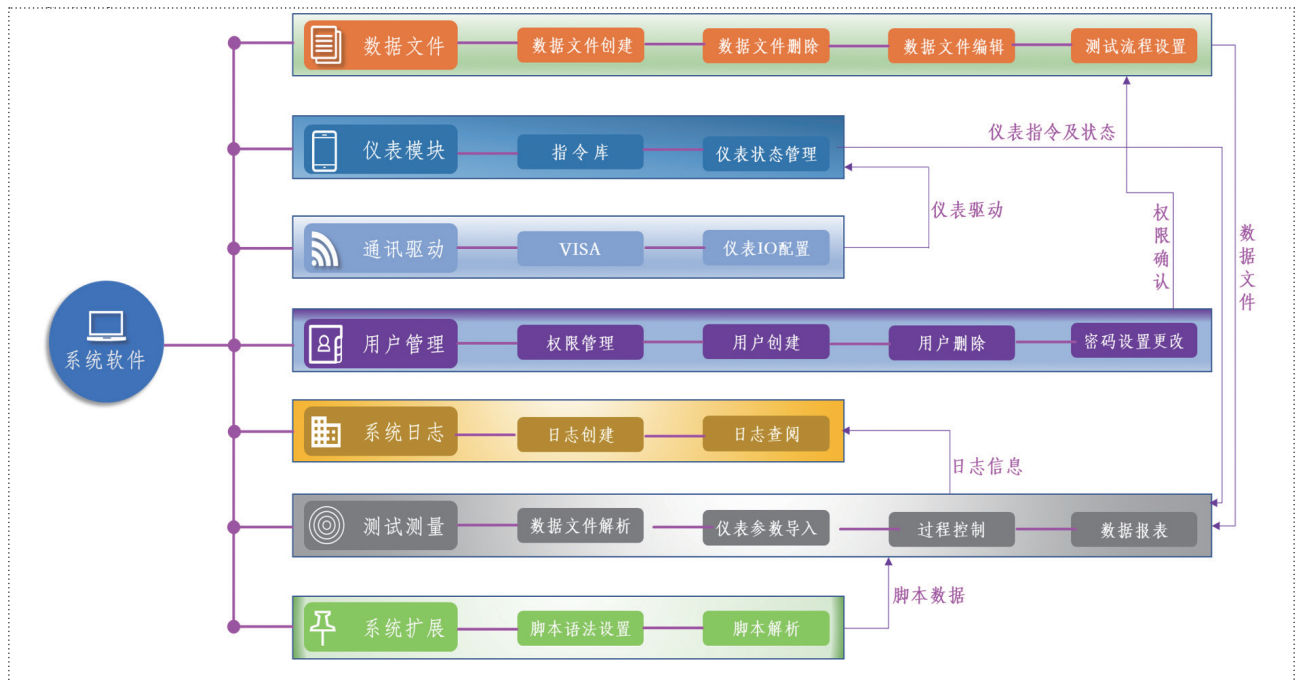 数据文件 数据文件创建 数据文件删除 数据文件编辑 测试流程设置
仪表指令及状态
仪表模块 指令库 仪表状态管理
仪表驱动
权限确认
数据文件
通讯驱动 VISA 仪表IO配置
系统软件
用户管理 权限管理 用户创建 用户删除 密码设置更改
系统日志 日志创建 日志查阅
日志信息
测试测量 数据文件解析 仪表参数导入 过程控制 数据报表
脚本数据
系统扩展 脚本语法设置 脚本解析